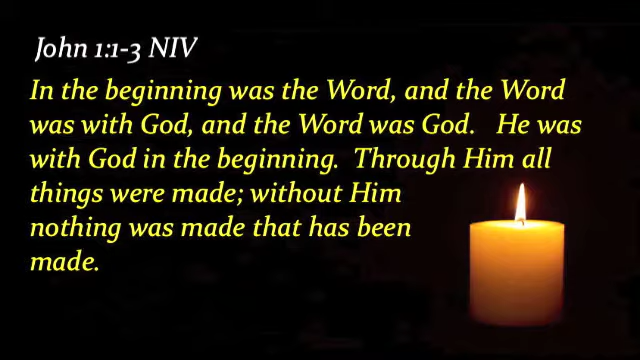 John 1:1-3 NIV
In the beginning was the Word, and the Word
was with God, and the Word was God.   He was
with God in the beginning.  Through Him all
things were made; without Him
nothing was made that has been
made.